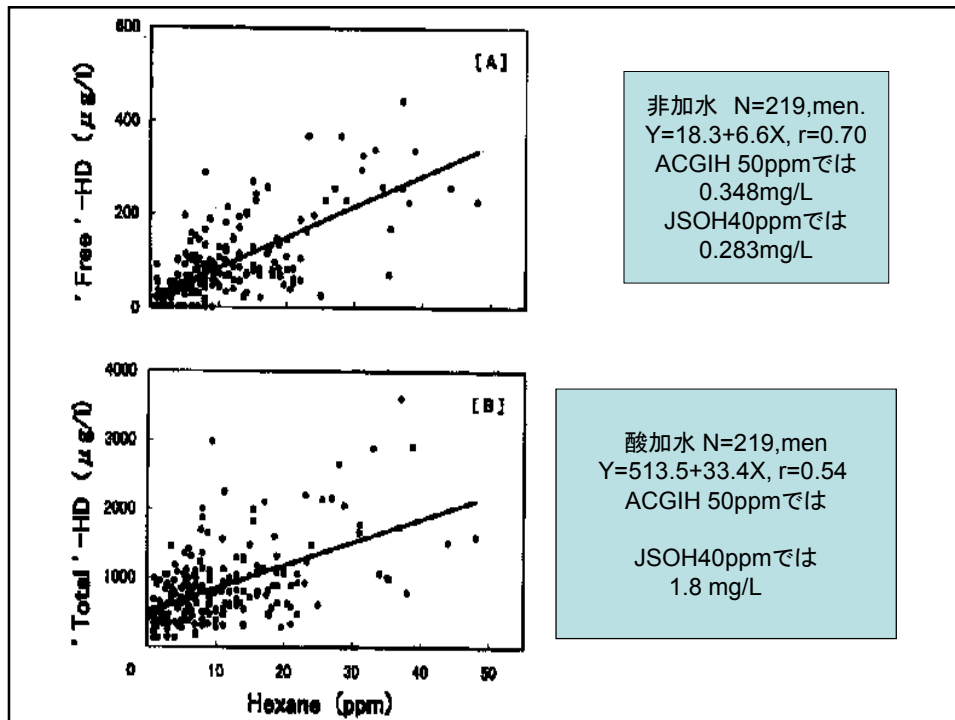 600
400
200
0
'Free'-HD (μg/l)
[A]
非加水 N=219,men.
Y=18.3+6.6X, r=0.70
ACGIH 50ppmでは
0.348mg/L
JSOH40ppmでは
0.283mg/L
4000
3000
2000
1000
'Total'-HD (μg/l)
[B]
0 10 20 30 40 50
Hexane (ppm)
酸加水 N=219,men
Y=513.5+33.4X, r=0.54
ACGIH 50ppmでは
JSOH40ppmでは
1.8 mg/L